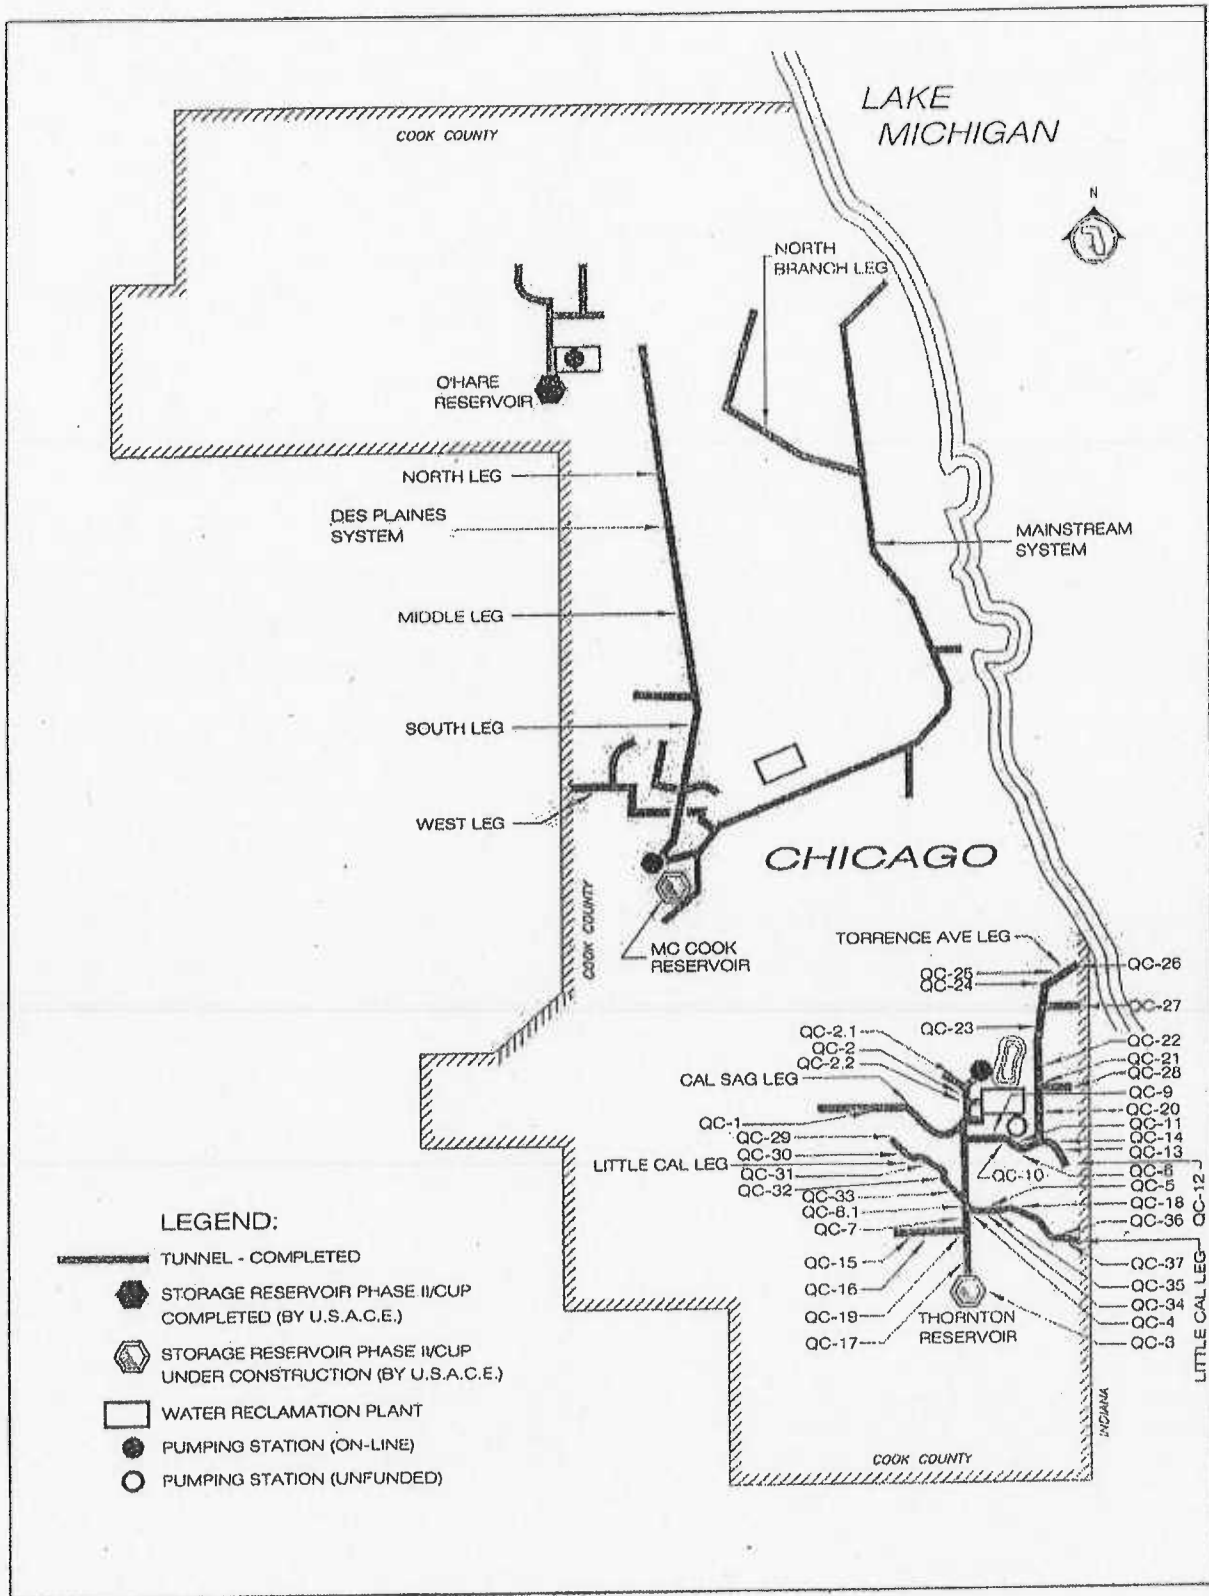 LAKE
MICHIGAN
COOK COUNTY
N
NORTH
BRANCH LEG
O'HARE
RESERVOIR
NORTH LEG
DES PLAINES
SYSTEM
MAINSTREAM
SYSTEM
MIDDLE LEG
SOUTH LEG
WEST LEG
CHICAGO
COOK COUNTY
MC COOK
RESERVOIR
TORRENCE AVE LEG
QC-26
QC-25
QC-24
QC-27
QC-23
QC-2.1
QC-2
QC-2.2
QC-22
QC-21
QC-28
CAL SAG LEG
QC-9
QC-20
QC-1
QC-11
QC-29
QC-14
QC-30
QC-13
LITTLE CAL LEG
QC-31
QC-10
QC-6
QC-32
QC-5
QC-33
QC-18
QC-12
QC-8.1
QC-36
QC-7
QC-15
QC-37
QC-16
QC-35
QC-34
QC-19
QC-4
QC-17
QC-3
THORNTON
RESERVOIR
LITTLE CAL LEG
INDIANA
COOK COUNTY
LEGEND:
TUNNEL - COMPLETED
STORAGE RESERVOIR PHASE II/CUP
COMPLETED (BY U.S.A.C.E.)
STORAGE RESERVOIR PHASE II/CUP
UNDER CONSTRUCTION (BY U.S.A.C.E.)
WATER RECLAMATION PLANT
PUMPING STATION (ON-LINE)
PUMPING STATION (UNFUNDED)